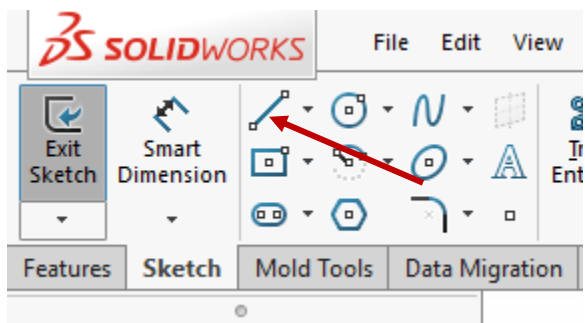 SOLIDWORKS
File Edit View
Exit
Sketch
Smart
Dimension
Features Sketch Mold Tools Data Migration